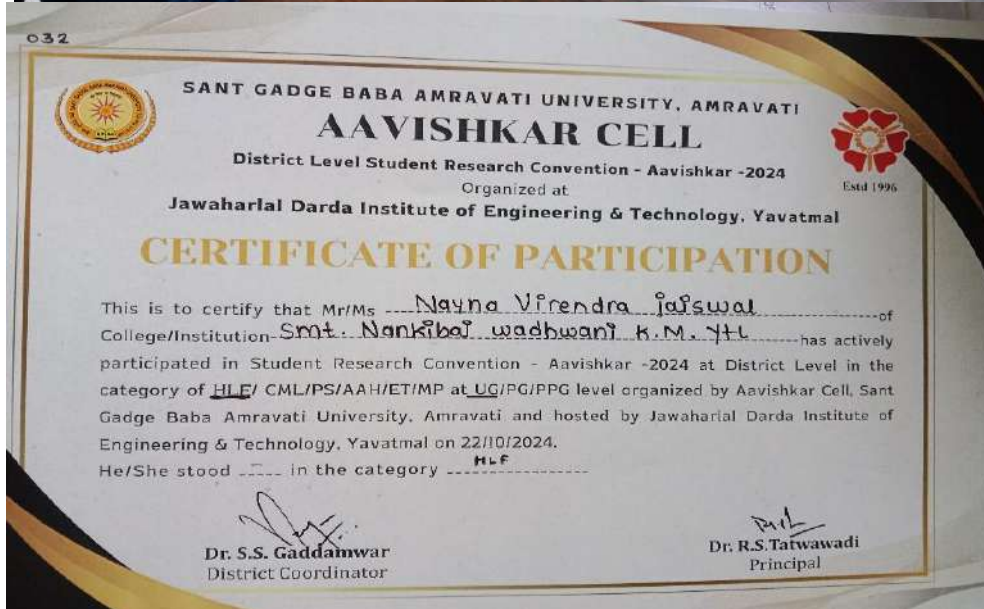 032
SANT GADGE BABA AMRAVATI UNIVERSITY, AMRAVATI
AAVISHKAR CELL
District Level Student Research Convention - Aavishkar -2024
Organized at
Estd 1996
Jawaharlal Darda Institute of Engineering & Technology, Yavatmal
CERTIFICATE OF PARTICIPATION
This is to certify that Mr/Ms Nayna Virendra jaiswal of
College/Institution Smt. Nankibai wadhwani K.M. Ytl has actively
participated in Student Research Convention - Aavishkar -2024 at District Level in the
category of HLF/ CML/PS/AAH/ET/MP at UG/PG/PPG level organized by Aavishkar Cell, Sant
Gadge Baba Amravati University, Amravati and hosted by Jawaharlal Darda Institute of
Engineering & Technology, Yavatmal on 22/10/2024.
He/She stood in the category HLF
Dr. S.S. Gaddamwar
District Coordinator
Dr. R.S.Tatwawadi
Principal